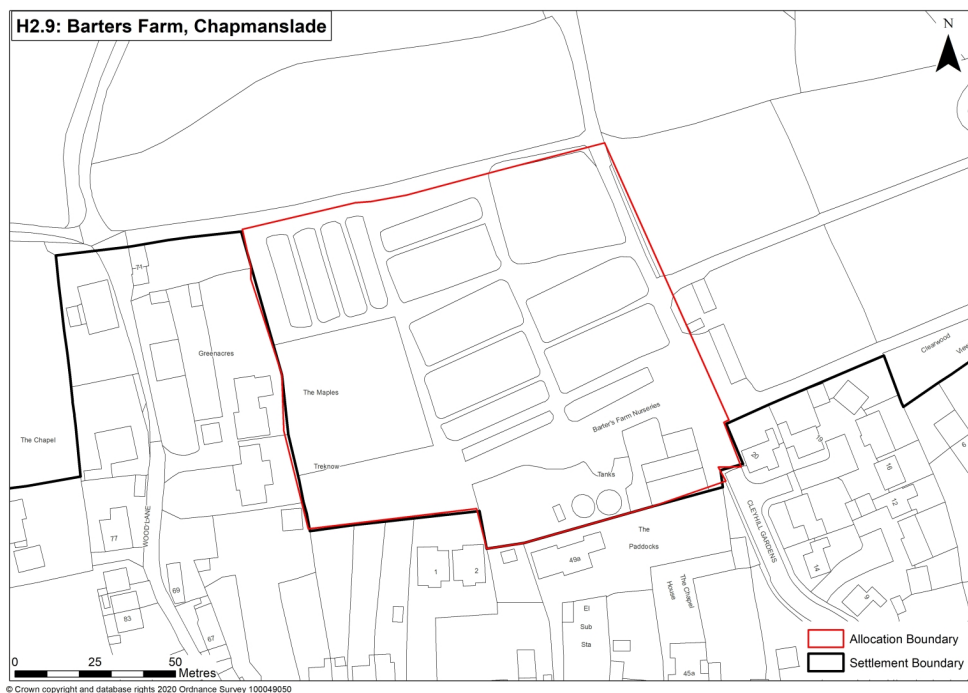 H2.9: Barters Farm, Chapmanslade
N
71
Greenacres
Clearwood
View
The Maples
The Chapel
Barter's Farm Nurseries
6
Treknow
20
19
16
Tanks
WOOD LANE
77
The
Paddocks
12
CLEYHILL GARDENS
1
2
49a
14
69
The Chapel
House
9
83
El
Sub
Sta
67
45a
Allocation Boundary
Settlement Boundary
0 25 50
Metres
© Crown copyright and database rights 2020 Ordnance Survey 100049050